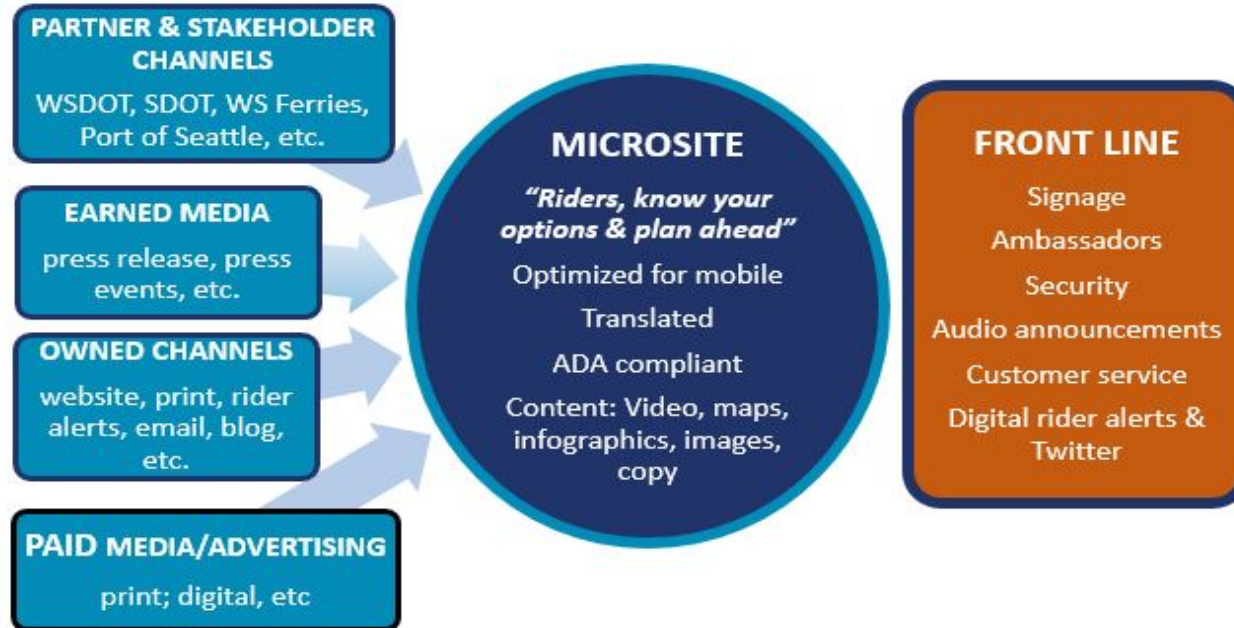 PARTNER & STAKEHOLDER
CHANNELS
WSDOT, SDOT, WS Ferries,
Port of Seattle, etc.
EARNED MEDIA
press release, press
events, etc.
OWNED CHANNELS
website, print, rider
alerts, email, blog,
etc.
PAID MEDIA/ADVERTISING
print; digital, etc
MICROSITE
“Riders, know your
options & plan ahead”
Optimized for mobile
Translated
ADA compliant
Content: Video, maps,
infographics, images,
copy
FRONT LINE
Signage
Ambassadors
Security
Audio announcements
Customer service
Digital rider alerts &
Twitter